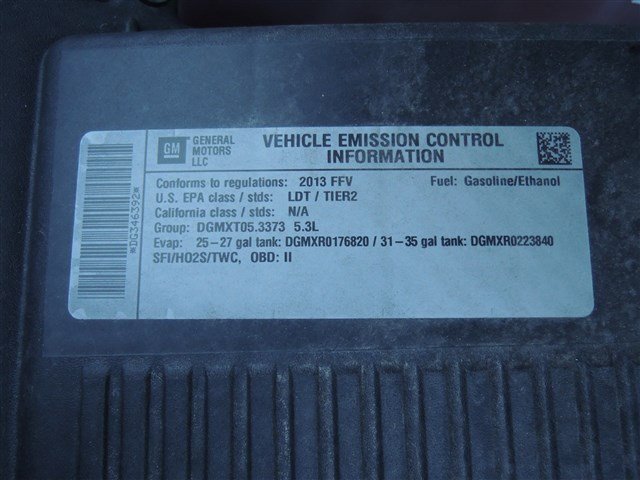 GM
GENERAL MOTORS LLC
VEHICLE EMISSION CONTROL
INFORMATION
Conforms to regulations: 2013 FFV Fuel: Gasoline/Ethanol
U.S. EPA class / stds: LDT / TIER2
California class / stds: N/A
Group: DGMXT05.3373 5.3L
Evap: 25-27 gal tank: DGMXR0176820 / 31-35 gal tank: DGMXR0223840
SFI/HO2S/TWC, OBD: II
*DG346392*